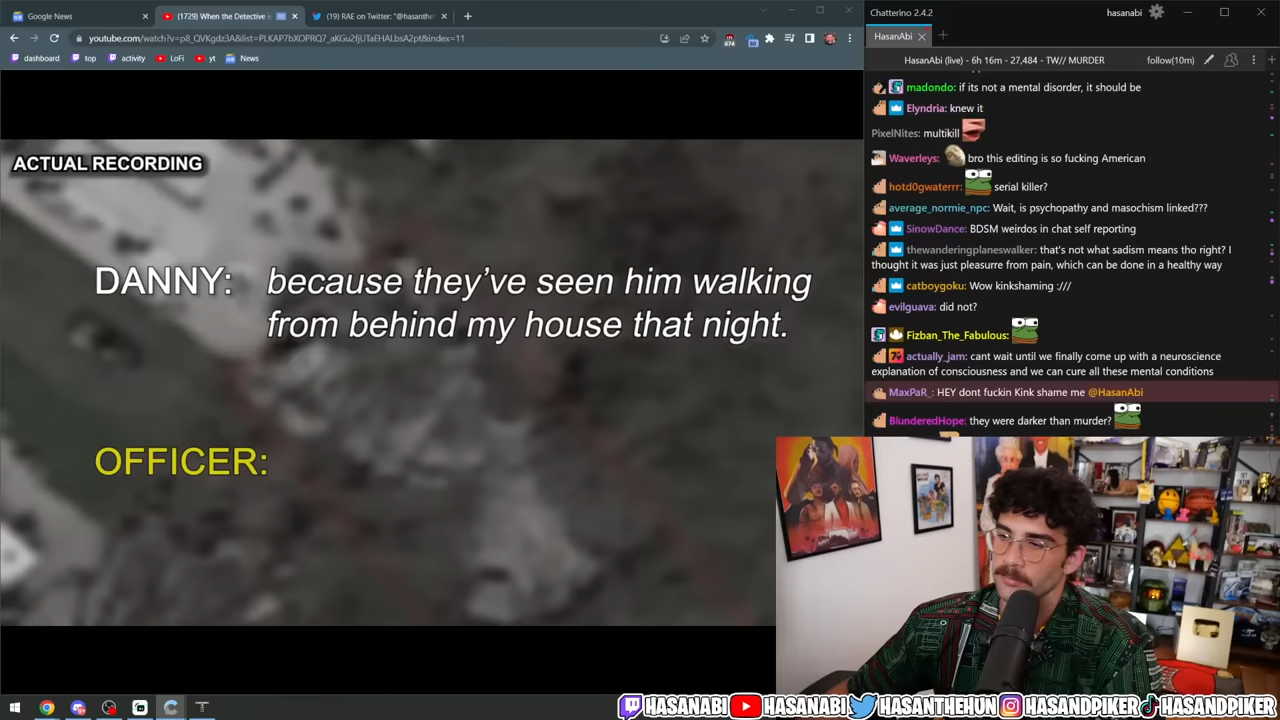 Google News
(1729) When the Detective is
(19) RAE on Twitter: "@hasanthe
youtube.com/watch?v=p8_QVKgdz3A&list=PLKAP7bXOPRQ7_aKGu2fjUTaEHALbsA2pt&index=11
dashboard
top
activity
LoFi
yt
News
ACTUAL RECORDING
DANNY: because they've seen him walking
from behind my house that night.
OFFICER:
Chatterino 2.4.2
hasanabi
HasanAbi
HasanAbi (live) - 6h 16m - 27,484 - TW// MURDER
follow(10m)
madondo: if its not a mental disorder, it should be
Elyndria: knew it
PixelNites: multikill
Waverleys: bro this editing is so fucking American
hotd0gwaterrr: serial killer?
average_normie_npc: Wait, is psychopathy and masochism linked???
SinowDance: BDSM weirdos in chat self reporting
thewanderingplaneswalker: that's not what sadism means tho right? I
thought it was just pleasurre from pain, which can be done in a healthy way
catboygoku: Wow kinkshaming :///
evilguava: did not?
Fizban_The_Fabulous:
actually_jam: cant wait until we finally come up with a neuroscience
explanation of consciousness and we can cure all these mental conditions
MaxPaR_: HEY dont fuckin Kink shame me @HasanAbi
BlunderedHope: they were darker than murder?
HASANABI
HASANABI
HASANTHEHUN
HASANDPIKER
HASANDPIKER